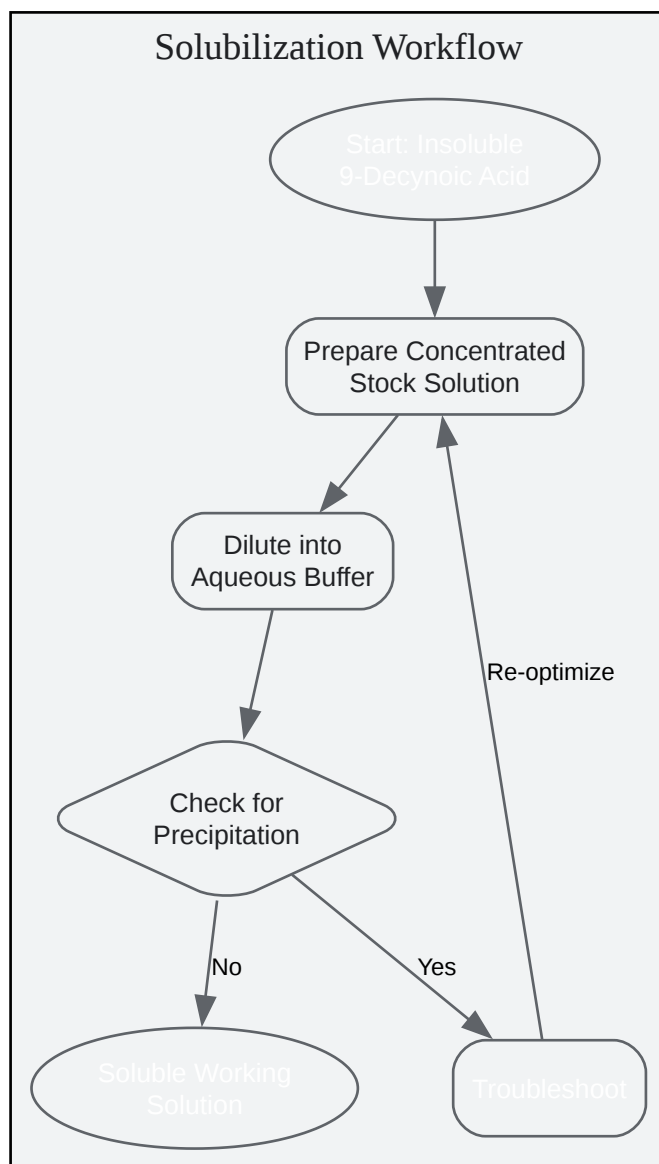 Solubilization Workflow
Start: Insoluble
9-Decynoic Acid
Prepare Concentrated
Stock Solution
Dilute into
Aqueous Buffer
Re-optimize
Check for
Precipitation
No
Yes
Soluble Working
Solution
Troubleshoot